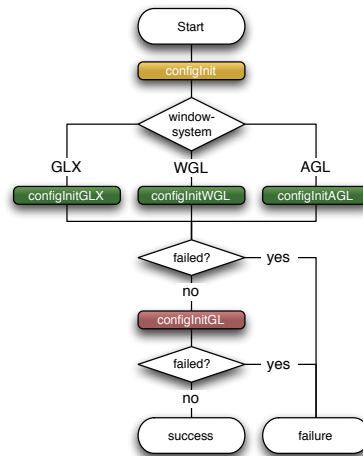 Start
configInit
window-
system
GLX
WGL
AGL
configInitGLX
configInitWGL
configInitAGL
failed?
yes
no
configInitGL
failed?
yes
no
success
failure